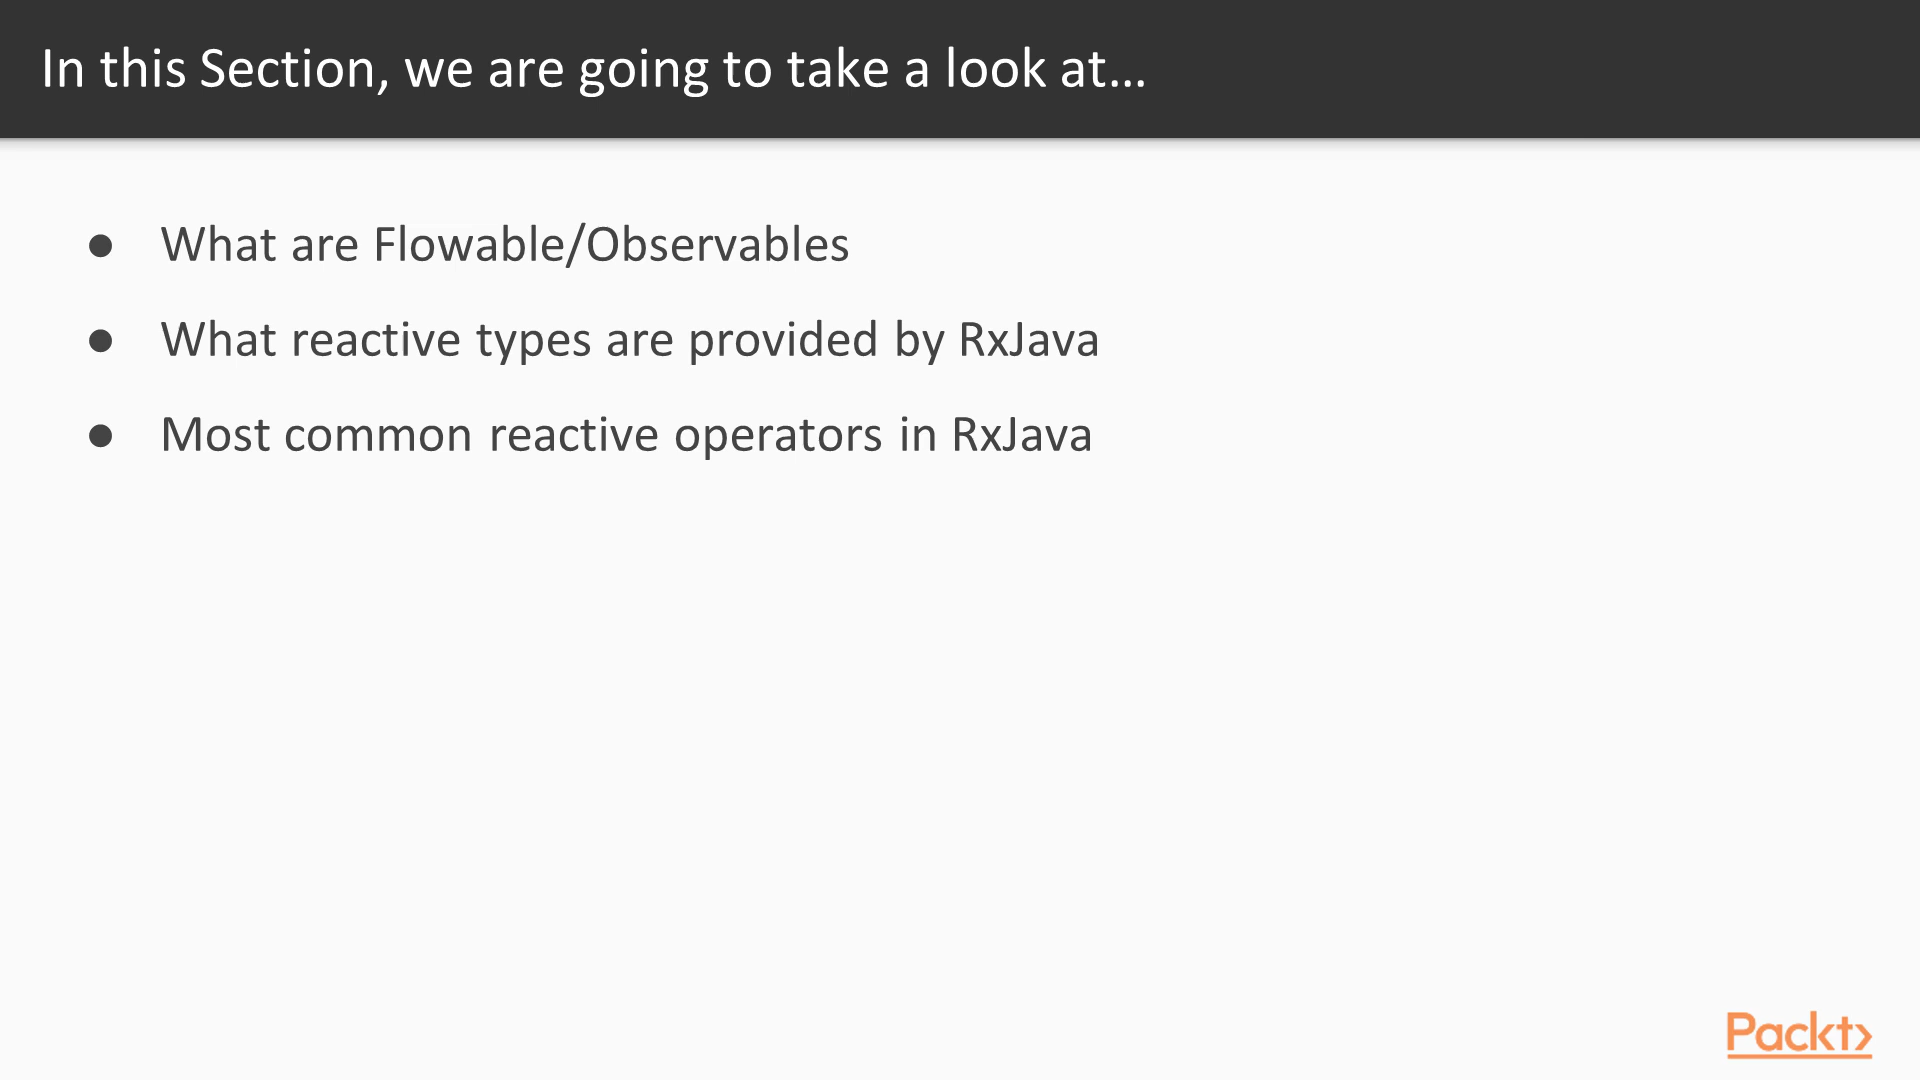 In this Section, we are going to take a look at...
● What are Flowable/Observables
● What reactive types are provided by RxJava
● Most common reactive operators in RxJava
Packt>